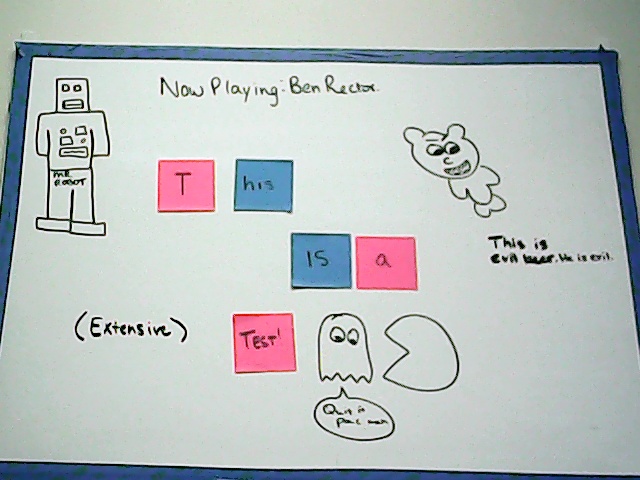 Now Playing: Ben Rector
MR. ROBOT
T his
IS a
This is
evil bear. He is evil.
(Extensive)
TEST!
Quit it
pac man